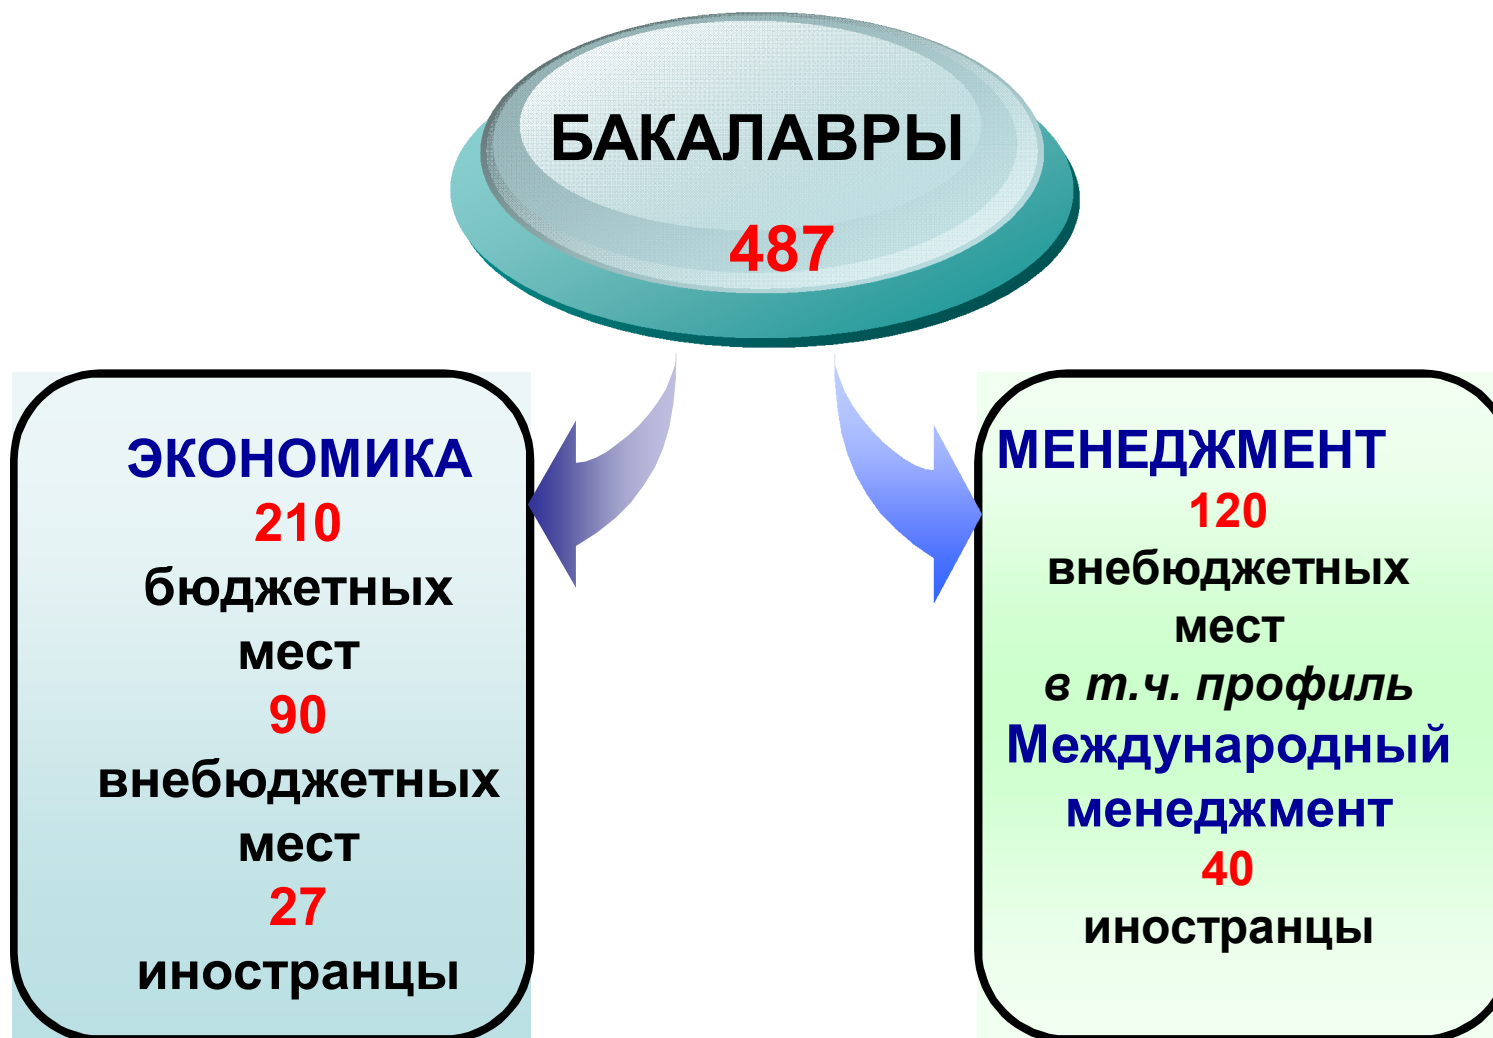 БАКАЛАВРЫ
487
ЭКОНОМИКА
210
бюджетных
мест
90
внебюджетных
мест
27
иностранцы
МЕНЕДЖМЕНТ
120
внебюджетных
мест
в т.ч. профиль
Международный
менеджмент
40
иностранцы